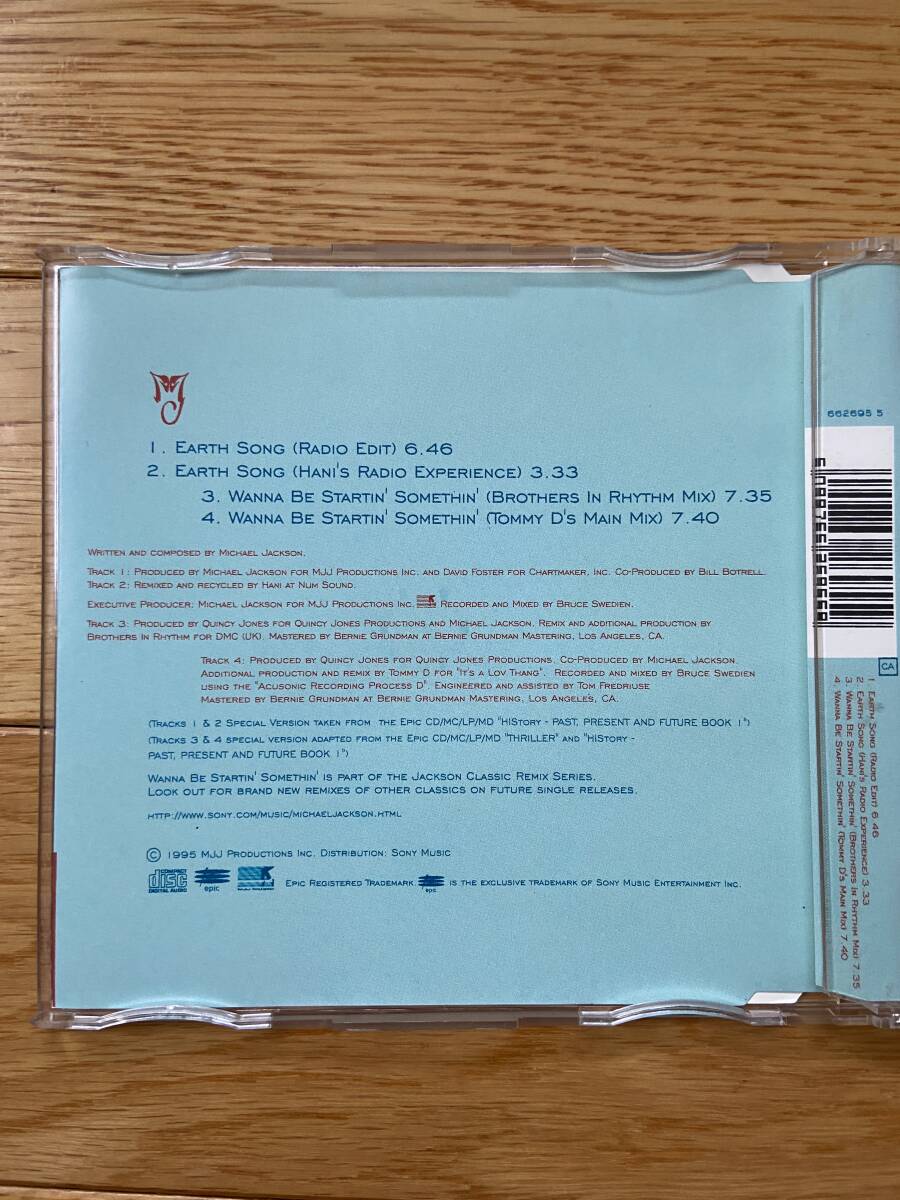 MJ
1. Earth Song (Radio Edit) 6.46
2. Earth Song (Hani's Radio Experience) 3.33
3. Wanna Be Startin' Somethin' (Brothers In Rhythm Mix) 7.35
4. Wanna Be Startin' Somethin' (Tommy D's Main Mix) 7.40
Written and composed by Michael Jackson.
Track 1: Produced by Michael Jackson for MJJ Productions Inc. and David Foster for Chartmaker, Inc. Co-Produced by Bill Botrell.
Track 2: Remixed and recycled by Hani at Num Sound.
Executive Producer: Michael Jackson for MJJ Productions Inc. Recorded and Mixed by Bruce Swedien.
Track 3: Produced by Quincy Jones for Quincy Jones Productions and Michael Jackson. Remix and additional production by
Brothers in Rhythm for DMC (UK). Mastered by Bernie Grundman at Bernie Grundman Mastering, Los Angeles, CA.
Track 4: Produced by Quincy Jones for Quincy Jones Productions. Co-Produced by Michael Jackson.
Additional production and remix by Tommy D for "It's a Lov Thang". Recorded and mixed by Bruce Swedien
using the "Acusonic Recording Process D". Engineered and assisted by Tom Fredriuse
Mastered by Bernie Grundman at Bernie Grundman Mastering, Los Angeles, CA.
(Tracks 1 & 2 Special Version taken from the Epic CD/MC/LP/MD "HIStory - PAST, PRESENT AND FUTURE BOOK 1")
(Tracks 3 & 4 special version adapted from the Epic CD/MC/LP/MD "THRILLER" and "HIStory -
PAST, PRESENT AND FUTURE BOOK 1")
Wanna Be Startin' Somethin' is part of the Jackson Classic Remix Series.
Look out for brand new remixes of other classics on future single releases.
http://www.sony.com/music/michaeljackson.html
© 1995 MJJ Productions Inc. Distribution: Sony Music
COMPACT
disc
DIGITAL AUDIO
epic
Epic Registered Trademark epic is the exclusive trademark of Sony Music Entertainment Inc.
662695 5
CA
1. Earth Song (Radio Edit) 6.46
2. Earth Song (Hani's Radio Experience) 3.33
3. Wanna Be Startin' Somethin' (Brothers In Rhythm Mix) 7.35
4. Wanna Be Startin' Somethin' (Tommy D's Main Mix) 7.40